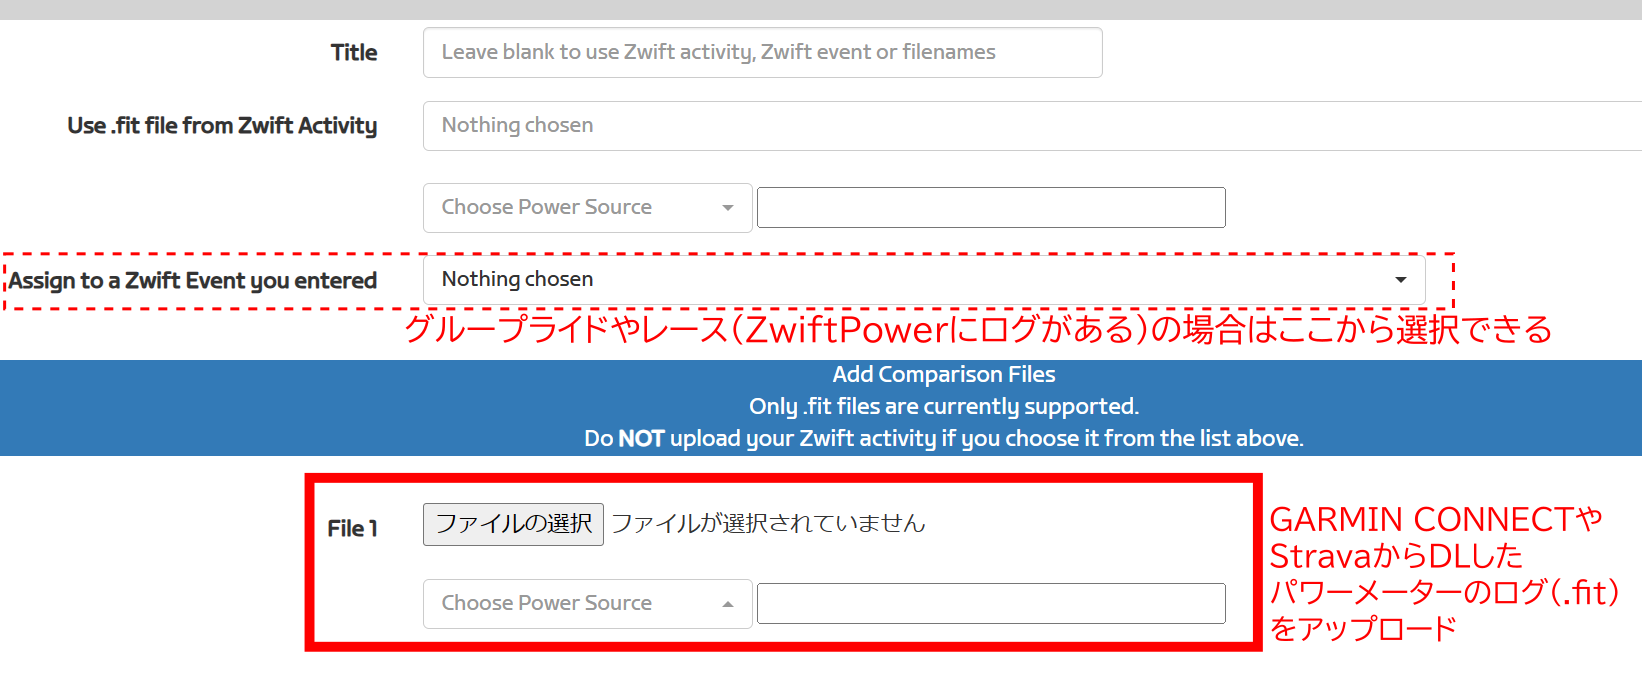 Title
Leave blank to use Zwift activity, Zwift event or filenames
Use .fit file from Zwift Activity
Nothing chosen
Choose Power Source
Assign to a Zwift Event you entered
Nothing chosen
グループライドやレース(ZwiftPowerにログがある)の場合はここから選択できる
Add Comparison Files
Only .fit files are currently supported.
Do NOT upload your Zwift activity if you choose it from the list above.
File 1
ファイルの選択 ファイルが選択されていません
Choose Power Source
GARMIN CONNECTや
StravaからDLした
パワーメーターのログ(.fit)
をアップロード